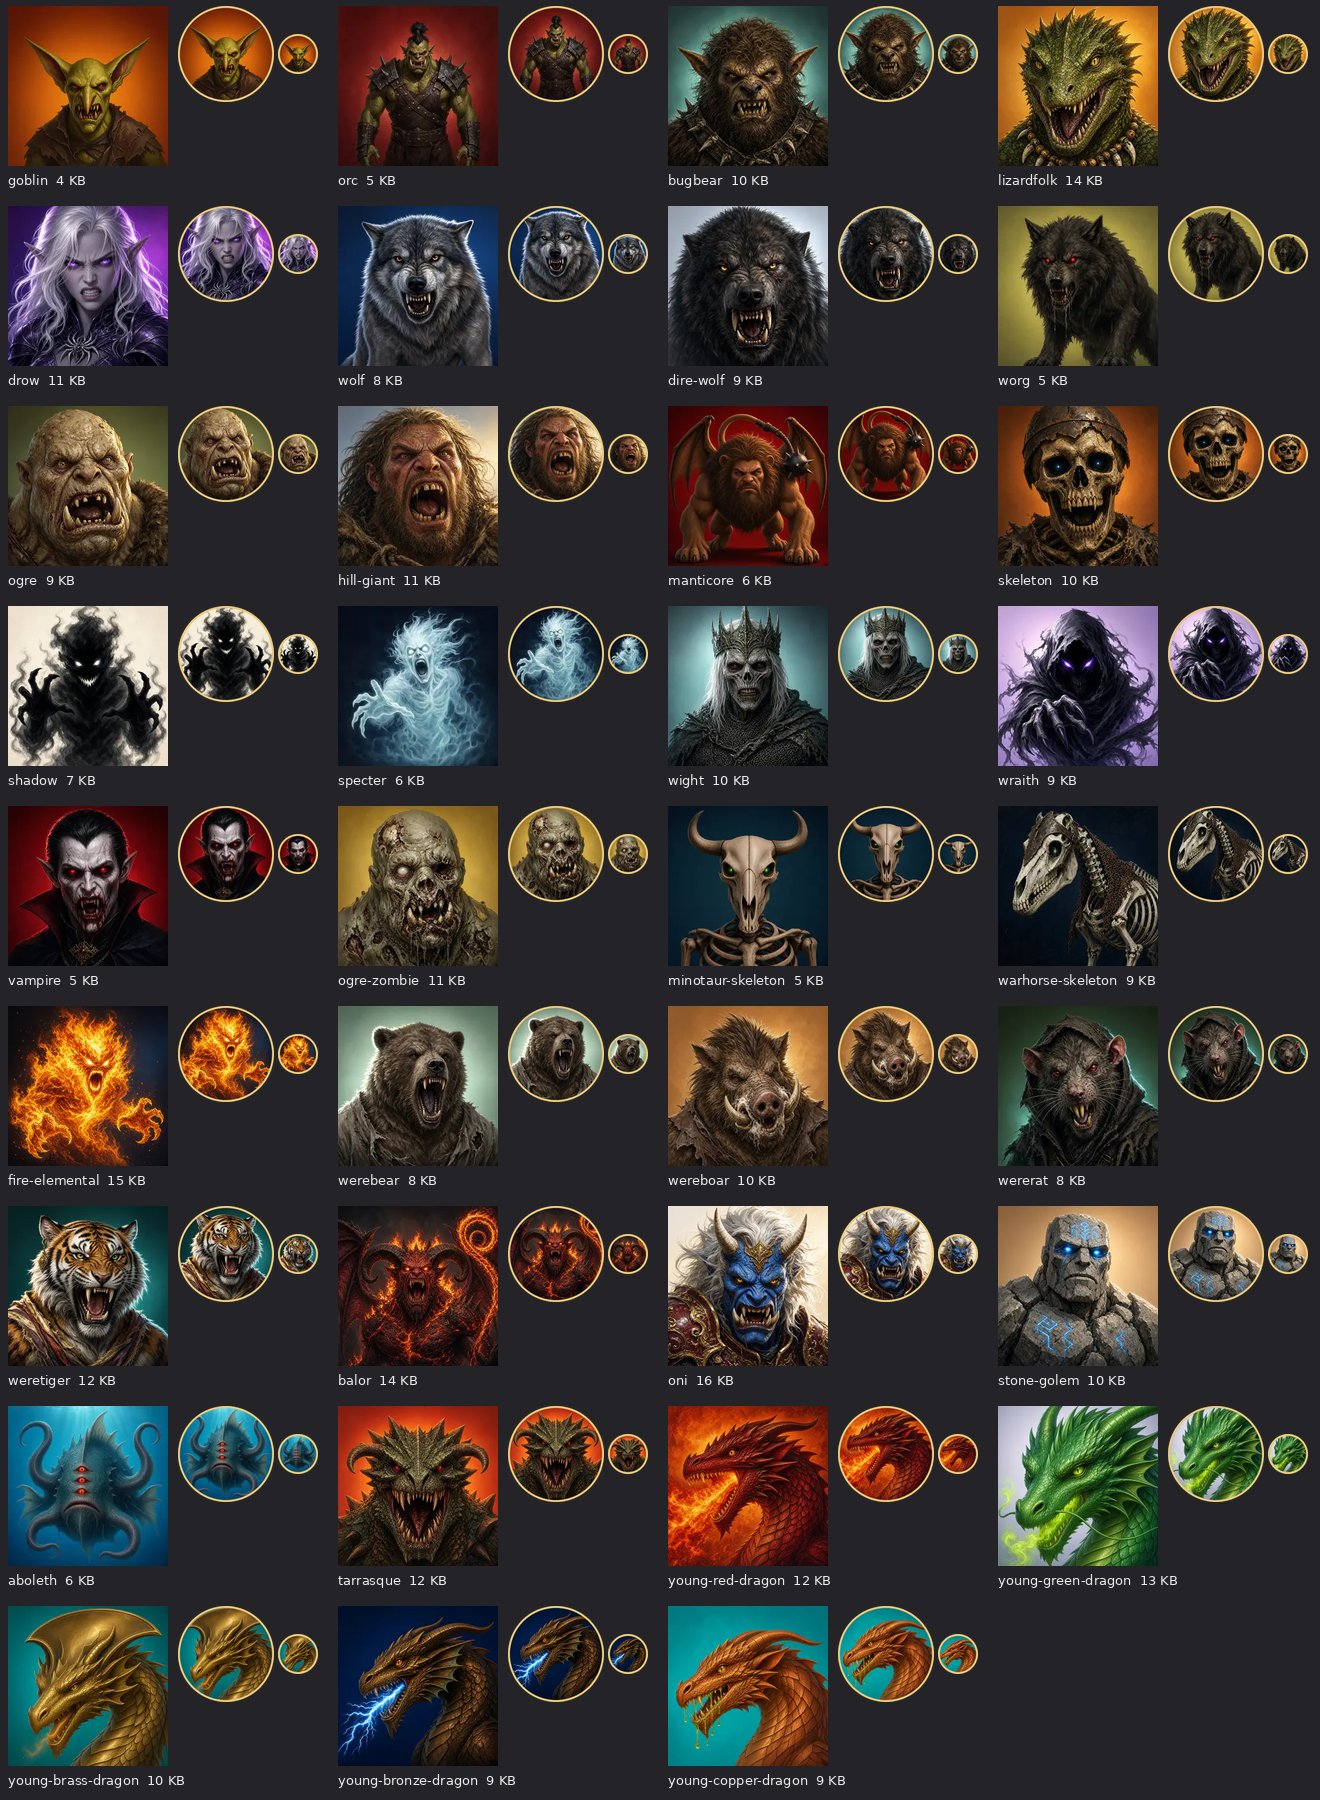 goblin 4 KB
orc 5 KB
bugbear 10 KB
lizardfolk 14 KB
drow 11 KB
wolf 8 KB
dire-wolf 9 KB
worg 5 KB
ogre 9 KB
hill-giant 11 KB
manticore 6 KB
skeleton 10 KB
shadow 7 KB
specter 6 KB
wight 10 KB
wraith 9 KB
vampire 5 KB
ogre-zombie 11 KB
minotaur-skeleton 5 KB
warhorse-skeleton 9 KB
fire-elemental 15 KB
werebear 8 KB
wereboar 10 KB
wererat 8 KB
weretiger 12 KB
balor 14 KB
oni 16 KB
stone-golem 10 KB
aboleth 6 KB
tarrasque 12 KB
young-red-dragon 12 KB
young-green-dragon 13 KB
young-brass-dragon 10 KB
young-bronze-dragon 9 KB
young-copper-dragon 9 KB